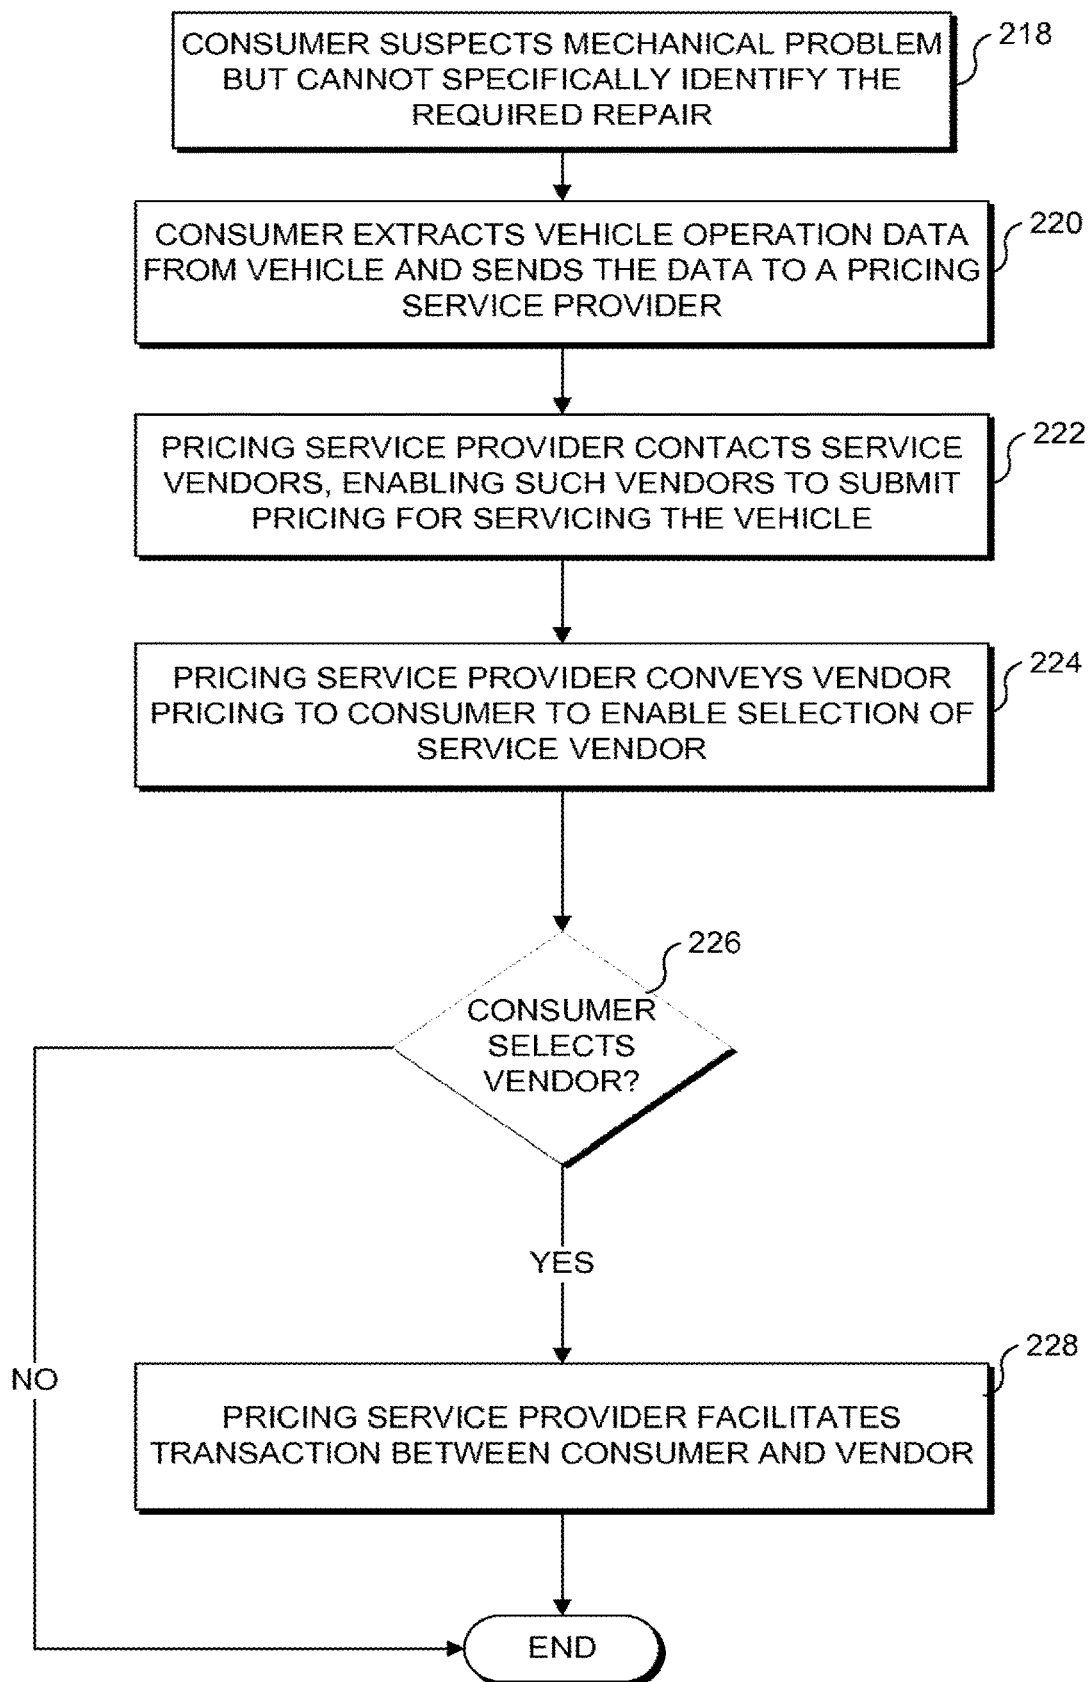 CONSUMER SUSPECTS MECHANICAL PROBLEM
BUT CANNOT SPECIFICALLY IDENTIFY THE
REQUIRED REPAIR
218
CONSUMER EXTRACTS VEHICLE OPERATION DATA
FROM VEHICLE AND SENDS THE DATA TO A PRICING
SERVICE PROVIDER
220
PRICING SERVICE PROVIDER CONTACTS SERVICE
VENDORS, ENABLING SUCH VENDORS TO SUBMIT
PRICING FOR SERVICING THE VEHICLE
222
PRICING SERVICE PROVIDER CONVEYS VENDOR
PRICING TO CONSUMER TO ENABLE SELECTION OF
SERVICE VENDOR
224
226
CONSUMER
SELECTS
VENDOR?
YES
NO
228
PRICING SERVICE PROVIDER FACILITATES
TRANSACTION BETWEEN CONSUMER AND VENDOR
END